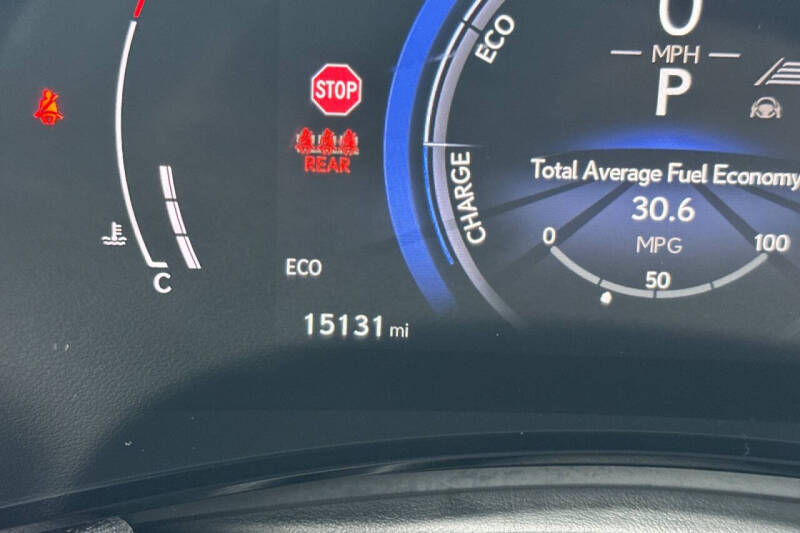 0
ECO
MPH
P
STOP
REAR
CHARGE
Total Average Fuel Economy
30.6
MPG
0
50
100
C
ECO
15131 mi